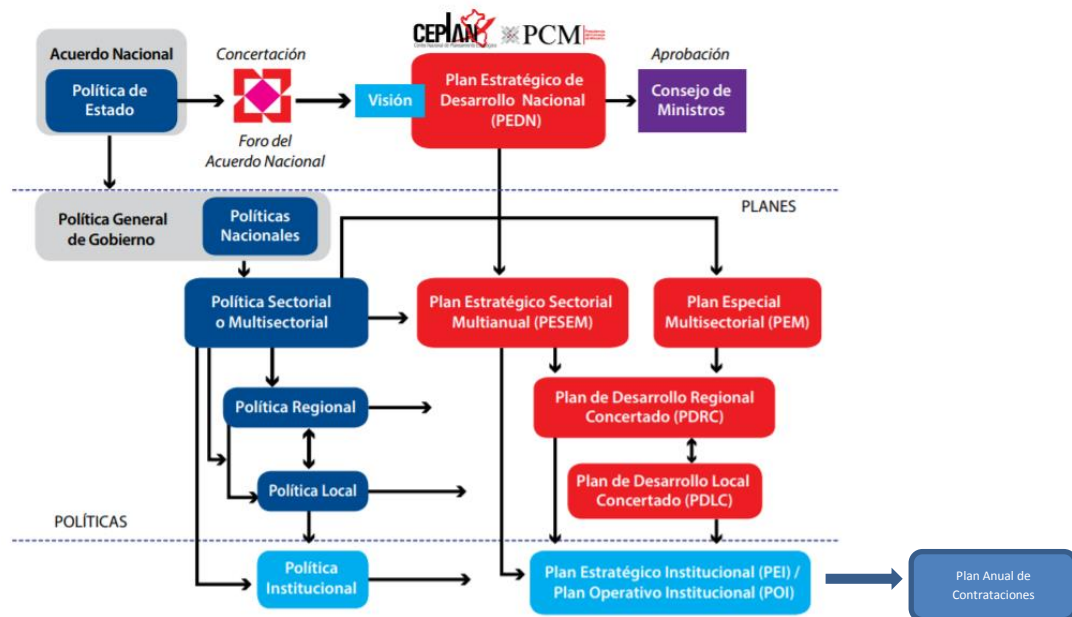 CEPLAN
PCM
Acuerdo Nacional
Política de
Estado
Concertación
Foro del
Acuerdo Nacional
Visión
Plan Estratégico de
Desarrollo Nacional
(PEDN)
Aprobación
Consejo de
Ministros
PLANES
Política General
de Gobierno
Políticas
Nacionales
Política Sectorial
o Multisectorial
Plan Estratégico Sectorial
Multianual (PESEM)
Plan Especial
Multisectorial (PEM)
Política Regional
Plan de Desarrollo Regional
Concertado (PDRC)
Política Local
Plan de Desarrollo Local
Concertado (PDLC)
POLÍTICAS
Política
Institucional
Plan Estratégico Institucional (PEI) /
Plan Operativo Institucional (POI)
Plan Anual de
Contrataciones